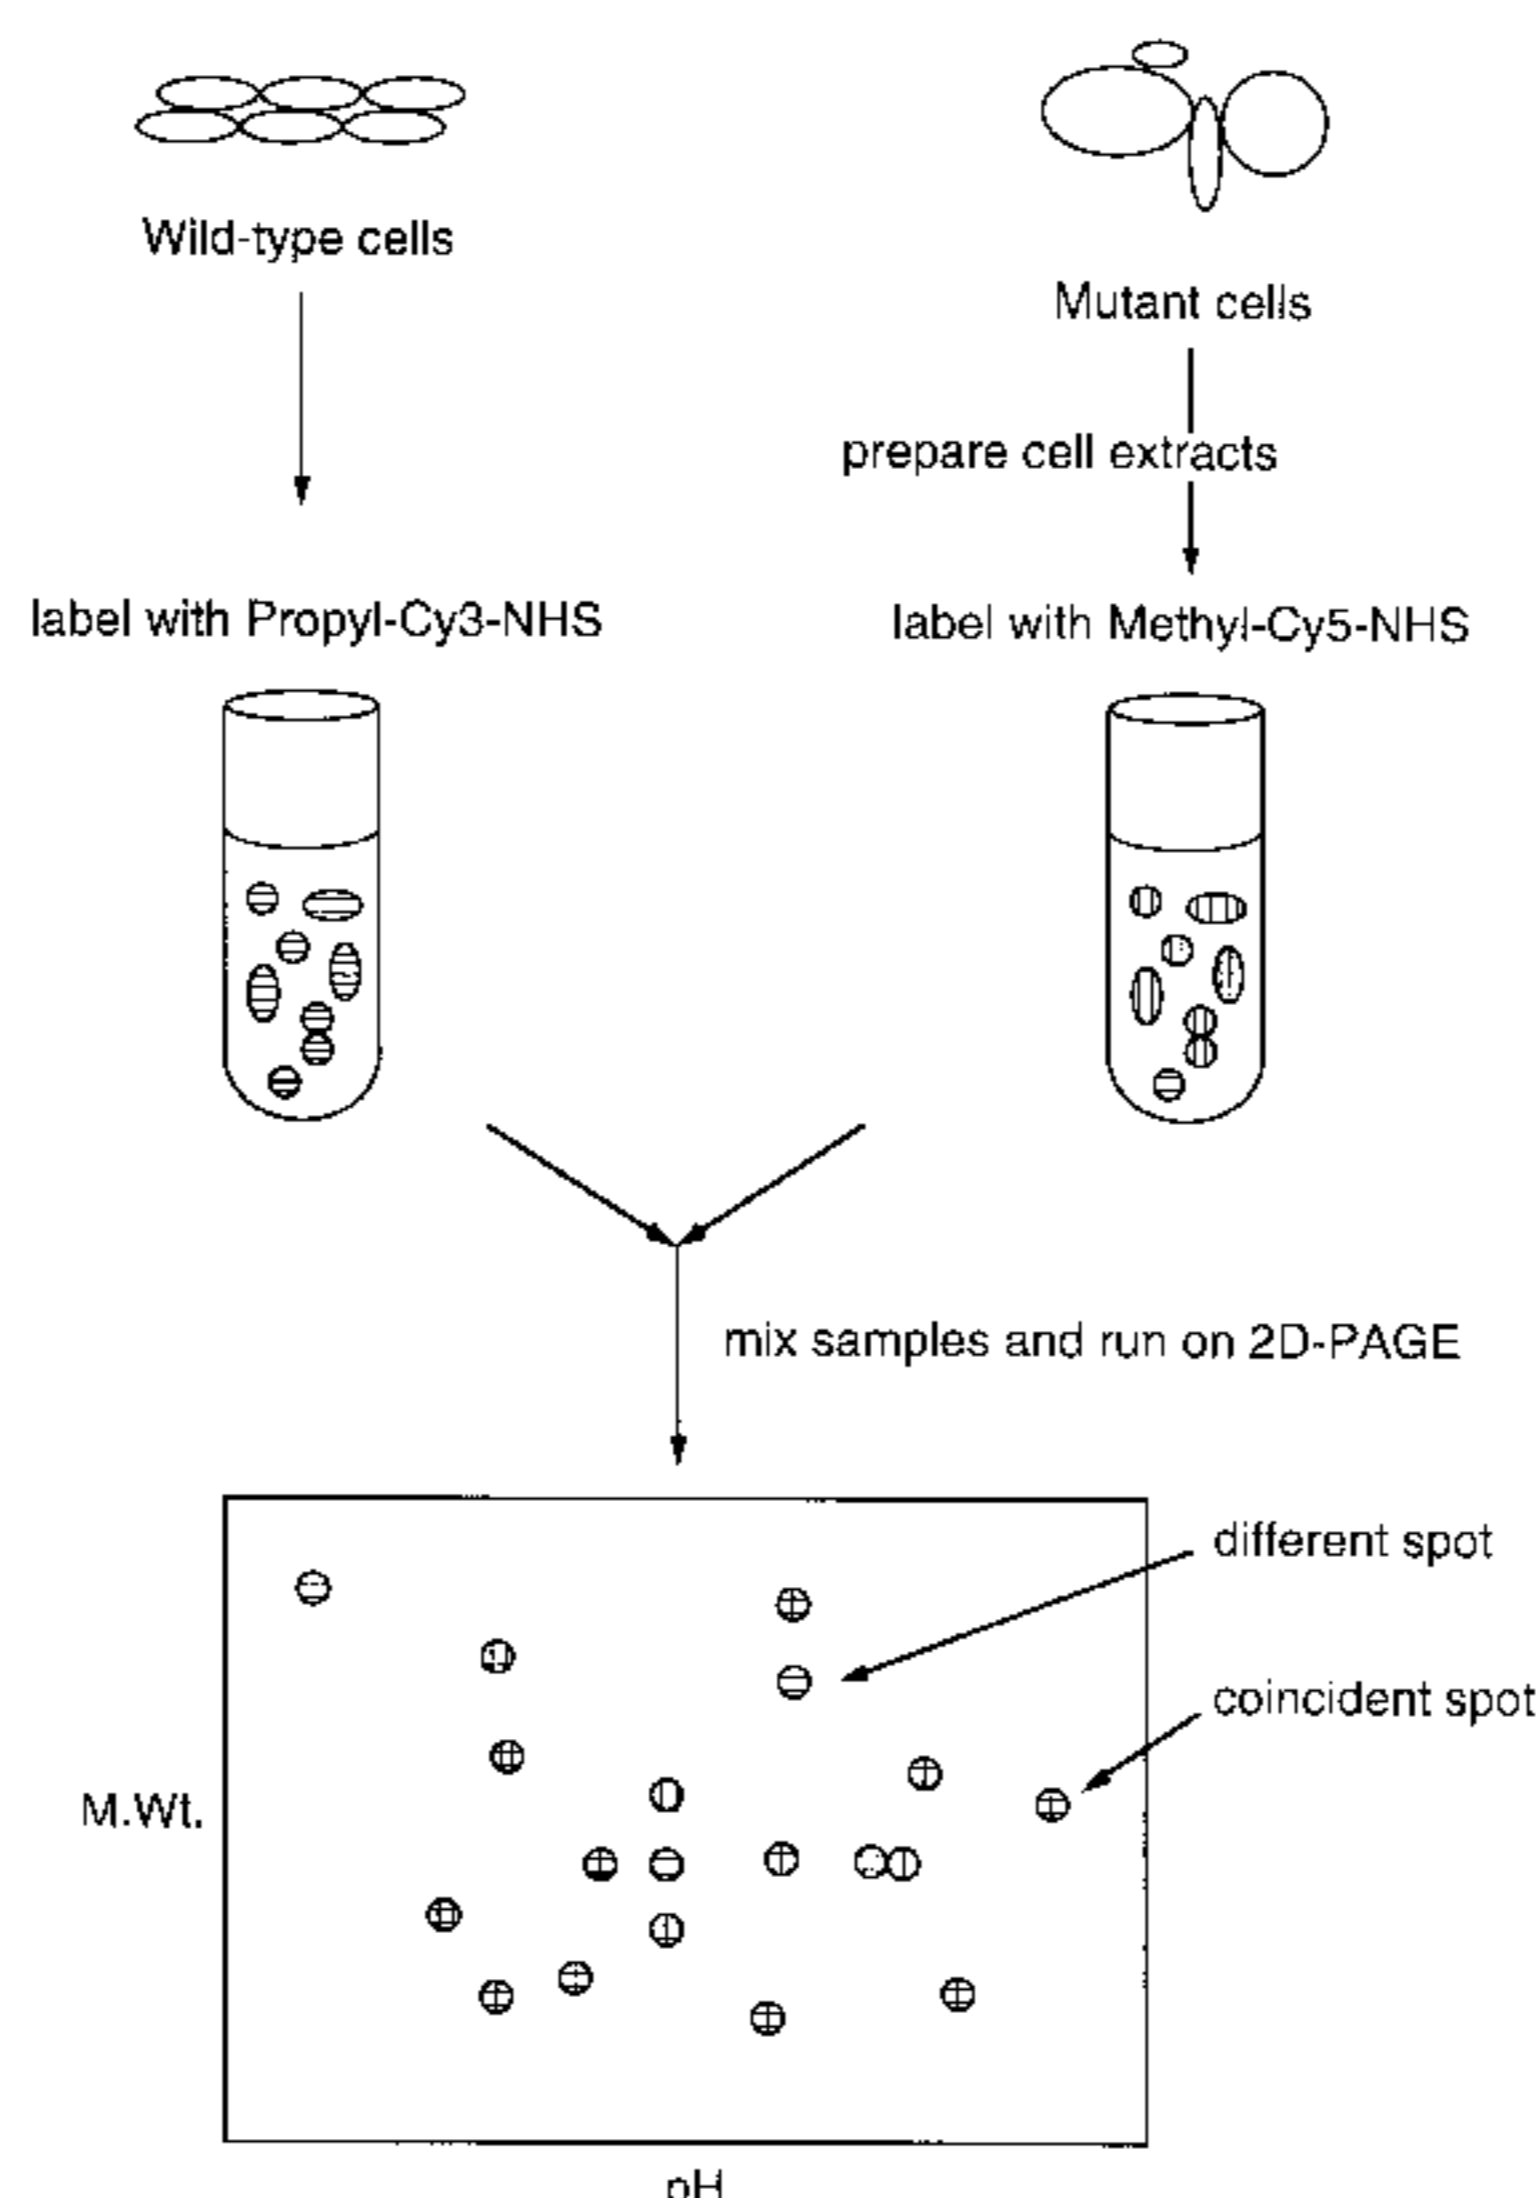 Wild-type cells
Mutant cells
prepare cell extracts
label with Propyl-Cy3-NHS
label with Methyl-Cy5-NHS
mix samples and run on 2D-PAGE
different spot
coincident spot
M.Wt.
pH